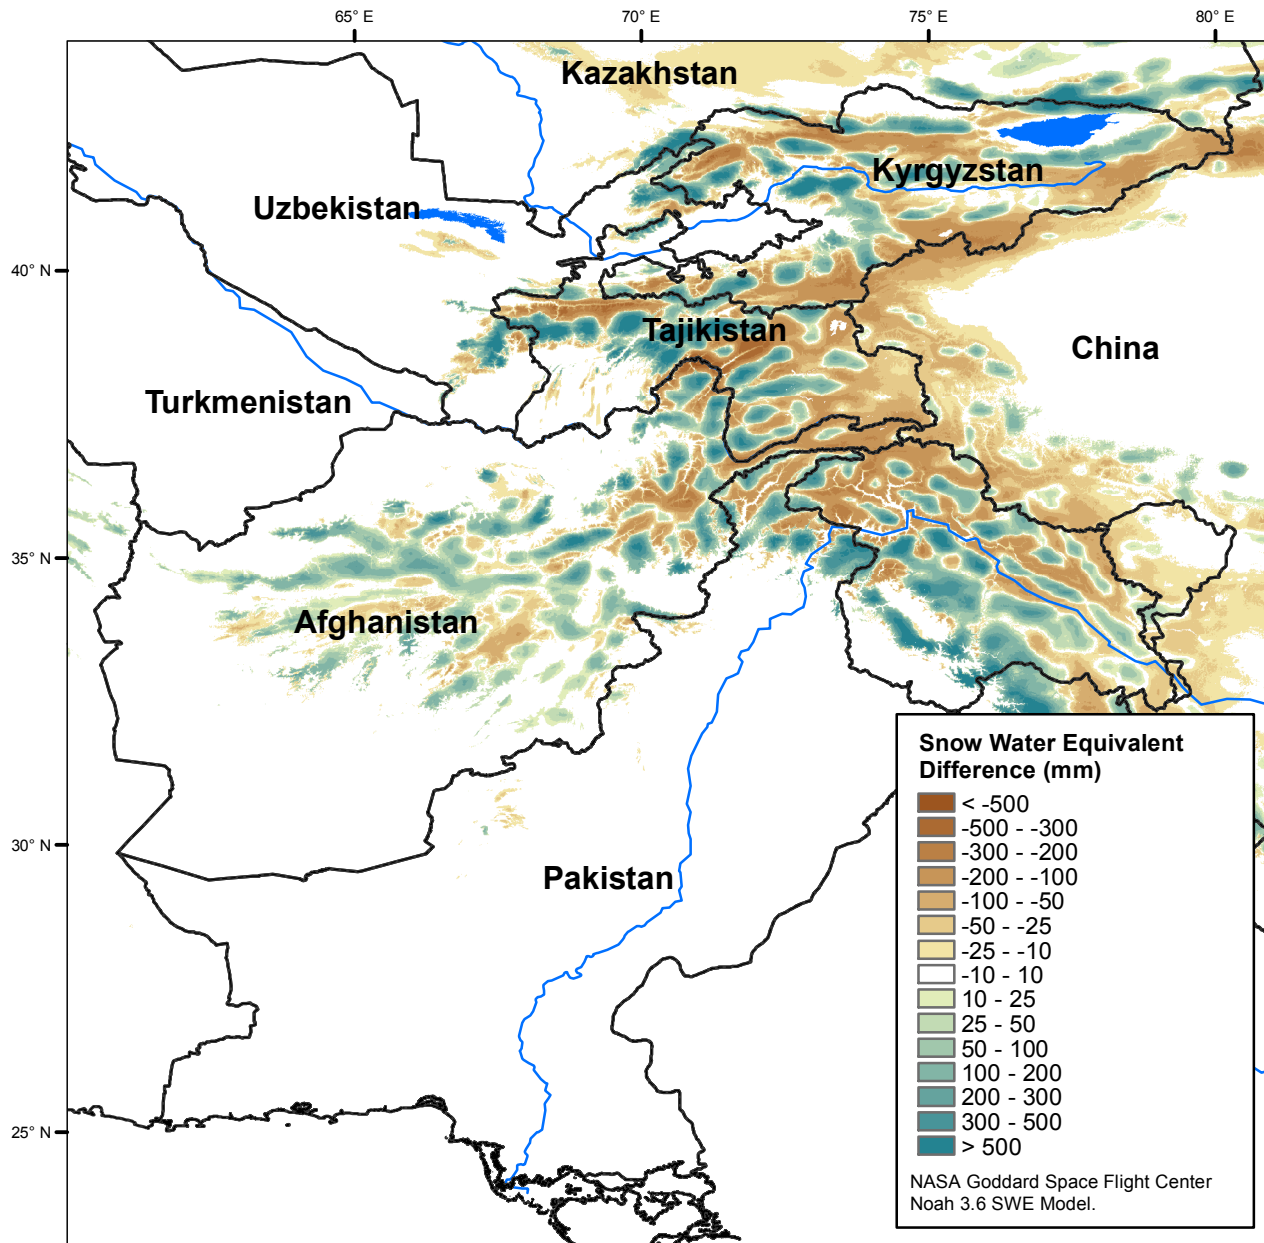 65° E 70° E 75° E 80° E
Kazakhstan
Kyrgyzstan
Uzbekistan
40° N
Tajikistan
China
Turkmenistan
35° N
Afghanistan
Snow Water Equivalent
Difference (mm)
< -500
-500 - -300
-300 - -200
-200 - -100
-100 - -50
-50 - -25
-25 - -10
-10 - 10
10 - 25
25 - 50
50 - 100
100 - 200
200 - 300
300 - 500
> 500
NASA Goddard Space Flight Center
Noah 3.6 SWE Model.
30° N
Pakistan
25° N